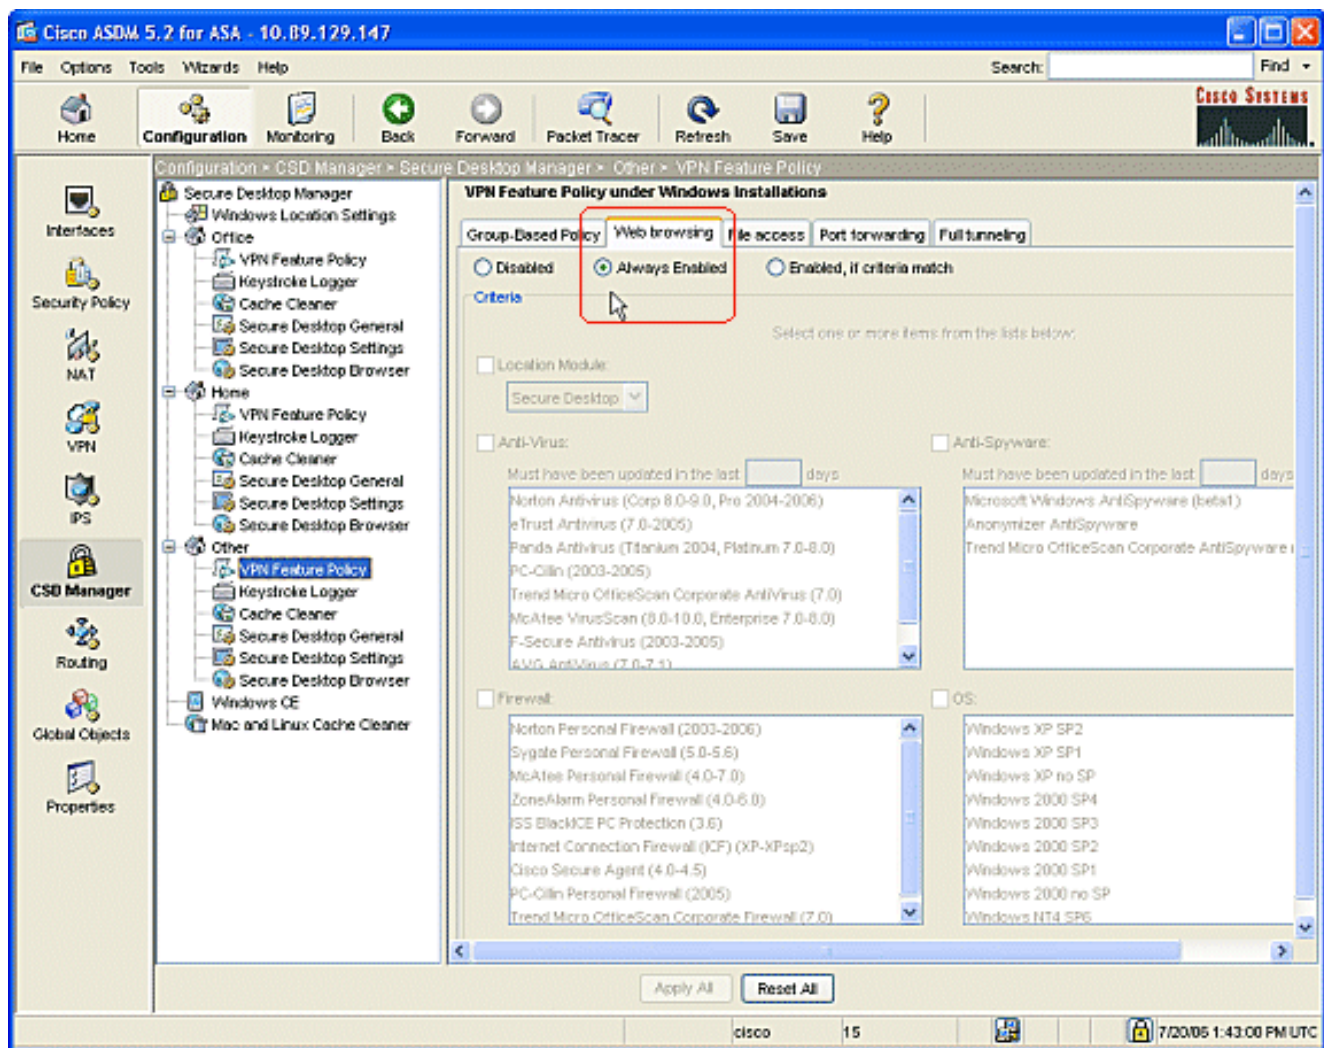 Cisco ASDM 5.2 for ASA - 10.89.129.147
File Options Tools Wizards Help Search: Find
Home Configuration Monitoring Back Forward Packet Tracer Refresh Save Help
CISCO SYSTEMS
Configuration > CSD Manager > Secure Desktop Manager > Other > VPN Feature Policy
Interfaces
Security Policy
NAT
VPN
IPS
CSD Manager
Routing
Global Objects
Properties
Secure Desktop Manager
Windows Location Settings
Office
VPN Feature Policy
Keystroke Logger
Cache Cleaner
Secure Desktop General
Secure Desktop Settings
Secure Desktop Browser
Home
VPN Feature Policy
Keystroke Logger
Cache Cleaner
Secure Desktop General
Secure Desktop Settings
Secure Desktop Browser
Other
VPN Feature Policy
Keystroke Logger
Cache Cleaner
Secure Desktop General
Secure Desktop Settings
Secure Desktop Browser
Windows CE
Mac and Linux Cache Cleaner
VPN Feature Policy under Windows Installations
Group-Based Policy Web browsing File access Port forwarding Full tunneling
Disabled Always Enabled Enabled, if criteria match
Criteria
Select one or more items from the lists below:
Location Module:
Secure Desktop
Anti-Virus:
Must have been updated in the last days
Norton Antivirus (Corp 8.0-9.0, Pro 2004-2006)
eTrust Antivirus (7.0-2005)
Panda Antivirus (Titanium 2004, Platinum 7.0-8.0)
PC-Cillin (2003-2005)
Trend Micro OfficeScan Corporate AntiVirus (7.0)
McAfee VirusScan (8.0-10.0, Enterprise 7.0-8.0)
F-Secure Antivirus (2003-2005)
AVG AntiVirus (7.0-7.1)
Anti-Spyware:
Must have been updated in the last days
Microsoft Windows AntiSpyware (beta1)
Anonymizer AntiSpyware
Trend Micro OfficeScan Corporate AntiSpyware
Firewall:
Norton Personal Firewall (2003-2006)
Sygate Personal Firewall (5.0-5.6)
McAfee Personal Firewall (4.0-7.0)
ZoneAlarm Personal Firewall (4.0-6.0)
ISS BlackICE PC Protection (3.6)
Internet Connection Firewall (ICF) (XP-XPsp2)
Cisco Secure Agent (4.0-4.5)
PC-Cillin Personal Firewall (2005)
Trend Micro OfficeScan Corporate Firewall (7.0)
OS:
Windows XP SP2
Windows XP SP1
Windows XP no SP
Windows 2000 SP4
Windows 2000 SP3
Windows 2000 SP2
Windows 2000 SP1
Windows 2000 no SP
Windows NT4 SP6
Apply All Reset All
cisco 15 7/20/06 1:43:00 PM UTC